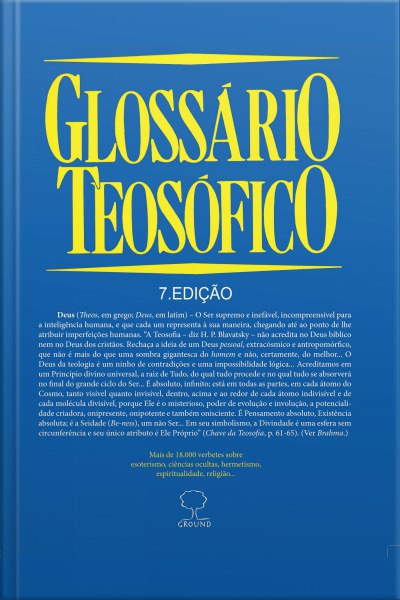 GLOSSÁRIO
TEOSÓFICO
7.EDIÇÃO
Deus (Theos, em grego; Deus, em latim) – O Ser supremo e inefável, incompreensível para
a inteligência humana, e que cada um representa à sua maneira, chegando até ao ponto de lhe
atribuir imperfeições humanas. “A Teosofia – diz H. P. Blavatsky – não acredita no Deus bíblico
nem no Deus dos cristãos. Rechaça a ideia de um Deus pessoal, extracósmico e antropomórfico,
que não é mais do que uma sombra gigantesca do homem e não, certamente, do melhor... O
Deus da teologia é um ninho de contradições e uma impossibilidade lógica... Acreditamos em
um Princípio divino universal, a raiz de Tudo, do qual tudo procede e no qual tudo se absorverá
no final do grande ciclo do Ser... É absoluto, infinito; está em todas as partes, em cada átomo do
Cosmo, tanto visível quanto invisível, dentro, acima e ao redor de cada átomo indivisível e de
cada molécula divisível, porque Ele é o misterioso, poder de evolução e involução, a potenciali-
dade criadora, onipresente, onipotente e também onisciente. É Pensamento absoluto, Existência
absoluta; é a Seidade (Be-ness), um não Ser... Em seu simbolismo, a Divindade é uma esfera sem
circunferência e seu único atributo é Ele Próprio” (Chave da Teosofia, p. 61-65). (Ver Brahma.)
Mais de 18.000 verbetes sobre
esoterismo, ciências ocultas, hermetismo,
espiritualidade, religião...
GROUND